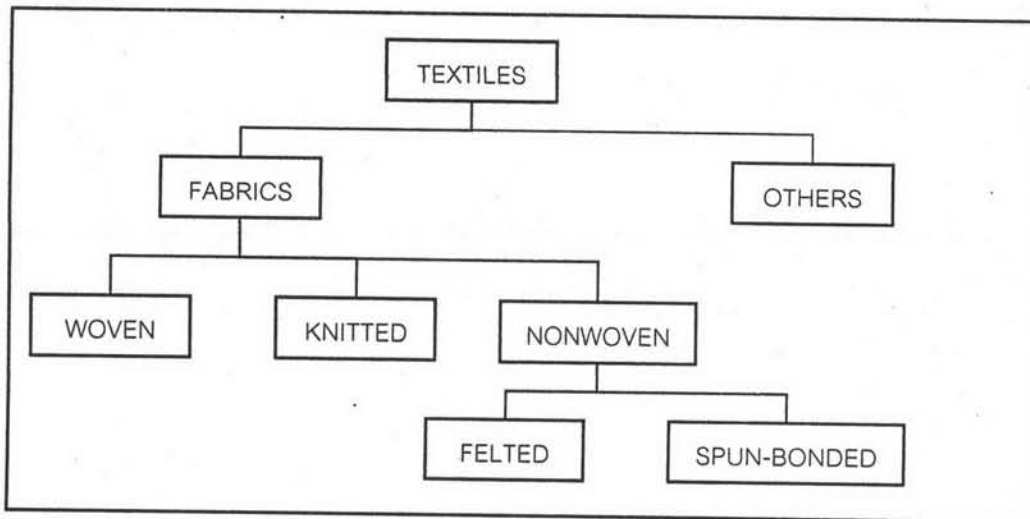 TEXTILES
FABRICS
OTHERS
WOVEN
KNITTED
NONWOVEN
FELTED
SPUN-BONDED